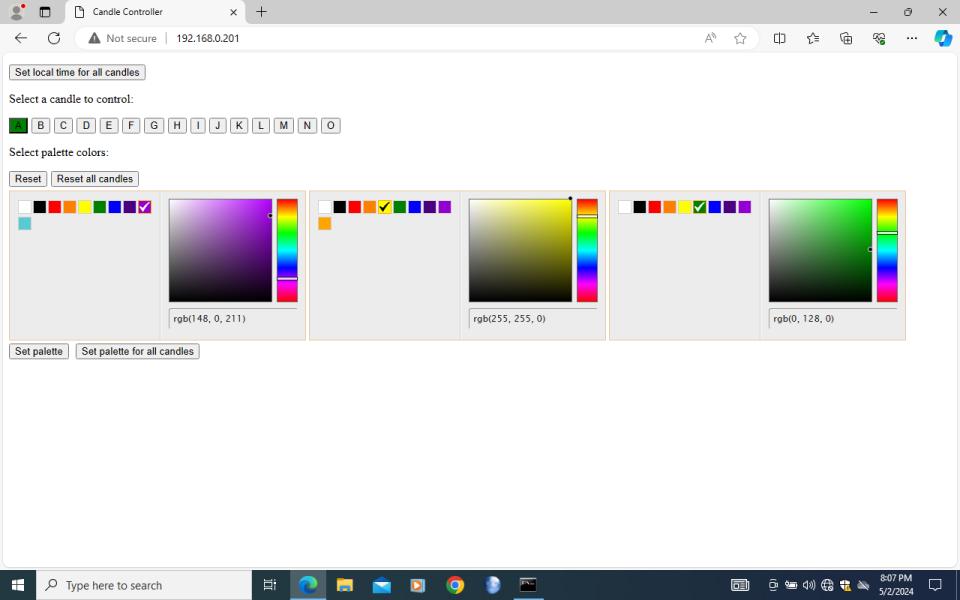 Candle Controller
Not secure 192.168.0.201
Set local time for all candles
Select a candle to control:
A B C D E F G H I J K L M N O
Select palette colors:
Reset Reset all candles
rgb(148, 0, 211) rgb(255, 255, 0) rgb(0, 128, 0)
Set palette Set palette for all candles
Type here to search
8:07 PM
5/2/2024